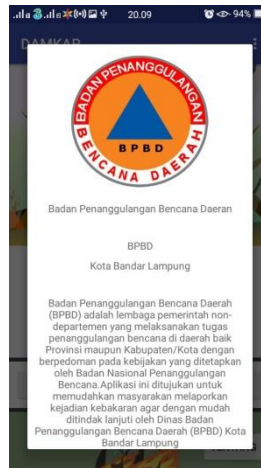 20.09
94%
DAMKAR
BADAN PENANGGULANGAN
BENCANA DAERAH
BPBD
Badan Penanggulangan Bencana Daeran
BPBD
Kota Bandar Lampung
Badan Penanggulangan Bencana Daerah
(BPBD) adalah lembaga pemerintah non-
departemen yang melaksanakan tugas
penanggulangan bencana di daerah baik
Provinsi maupun Kabupaten/Kota dengan
berpedoman pada kebijakan yang ditetapkan
oleh Badan Nasional Penanggulangan
Bencana.Aplikasi ini ditujukan untuk
memudahkan masyarakan melaporkan
kejadian kebakaran agar dengan mudah
ditindak lanjuti oleh Dinas Badan
Penanggulangan Bencana Daerah (BPBD) Kota
Bandar Lampung